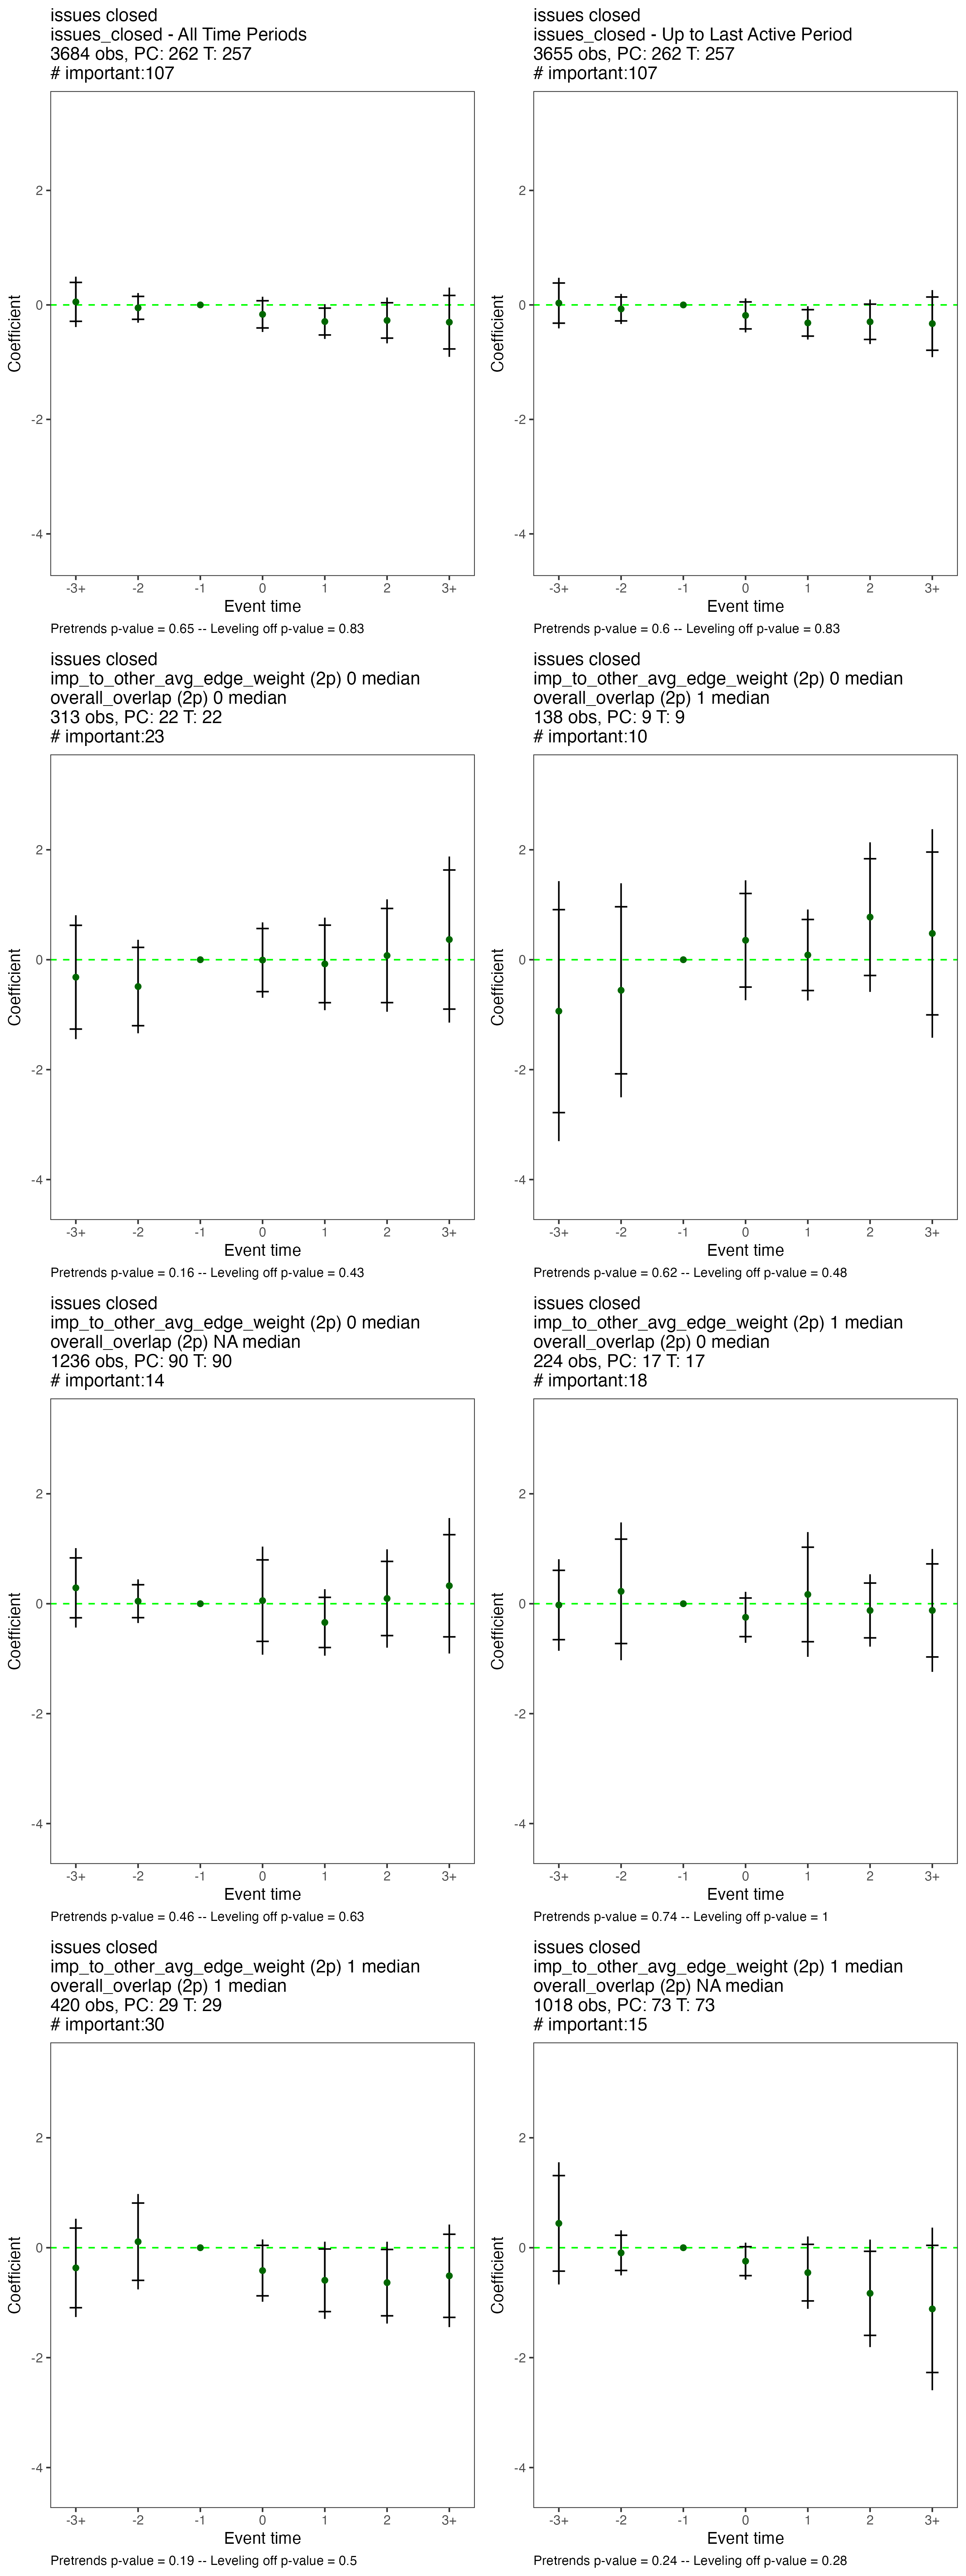 issues closed
issues_closed - All Time Periods
3684 obs, PC: 262 T: 257
# important:107
2
0
-2
-4
Coefficient
-3+ -2 -1 0 1 2 3+
Event time
Pretrends p-value = 0.65 -- Leveling off p-value = 0.83
issues closed
issues_closed - Up to Last Active Period
3655 obs, PC: 262 T: 257
# important:107
2
0
-2
-4
Coefficient
-3+ -2 -1 0 1 2 3+
Event time
Pretrends p-value = 0.6 -- Leveling off p-value = 0.83
issues closed
imp_to_other_avg_edge_weight (2p) 0 median
overall_overlap (2p) 0 median
313 obs, PC: 22 T: 22
# important:23
2
0
-2
-4
Coefficient
-3+ -2 -1 0 1 2 3+
Event time
Pretrends p-value = 0.16 -- Leveling off p-value = 0.43
issues closed
imp_to_other_avg_edge_weight (2p) 0 median
overall_overlap (2p) 1 median
138 obs, PC: 9 T: 9
# important:10
2
0
-2
-4
Coefficient
-3+ -2 -1 0 1 2 3+
Event time
Pretrends p-value = 0.62 -- Leveling off p-value = 0.48
issues closed
imp_to_other_avg_edge_weight (2p) 0 median
overall_overlap (2p) NA median
1236 obs, PC: 90 T: 90
# important:14
2
0
-2
-4
Coefficient
-3+ -2 -1 0 1 2 3+
Event time
Pretrends p-value = 0.46 -- Leveling off p-value = 0.63
issues closed
imp_to_other_avg_edge_weight (2p) 1 median
overall_overlap (2p) 0 median
224 obs, PC: 17 T: 17
# important:18
2
0
-2
-4
Coefficient
-3+ -2 -1 0 1 2 3+
Event time
Pretrends p-value = 0.74 -- Leveling off p-value = 1
issues closed
imp_to_other_avg_edge_weight (2p) 1 median
overall_overlap (2p) 1 median
420 obs, PC: 29 T: 29
# important:30
2
0
-2
-4
Coefficient
-3+ -2 -1 0 1 2 3+
Event time
Pretrends p-value = 0.19 -- Leveling off p-value = 0.5
issues closed
imp_to_other_avg_edge_weight (2p) 1 median
overall_overlap (2p) NA median
1018 obs, PC: 73 T: 73
# important:15
2
0
-2
-4
Coefficient
-3+ -2 -1 0 1 2 3+
Event time
Pretrends p-value = 0.24 -- Leveling off p-value = 0.28